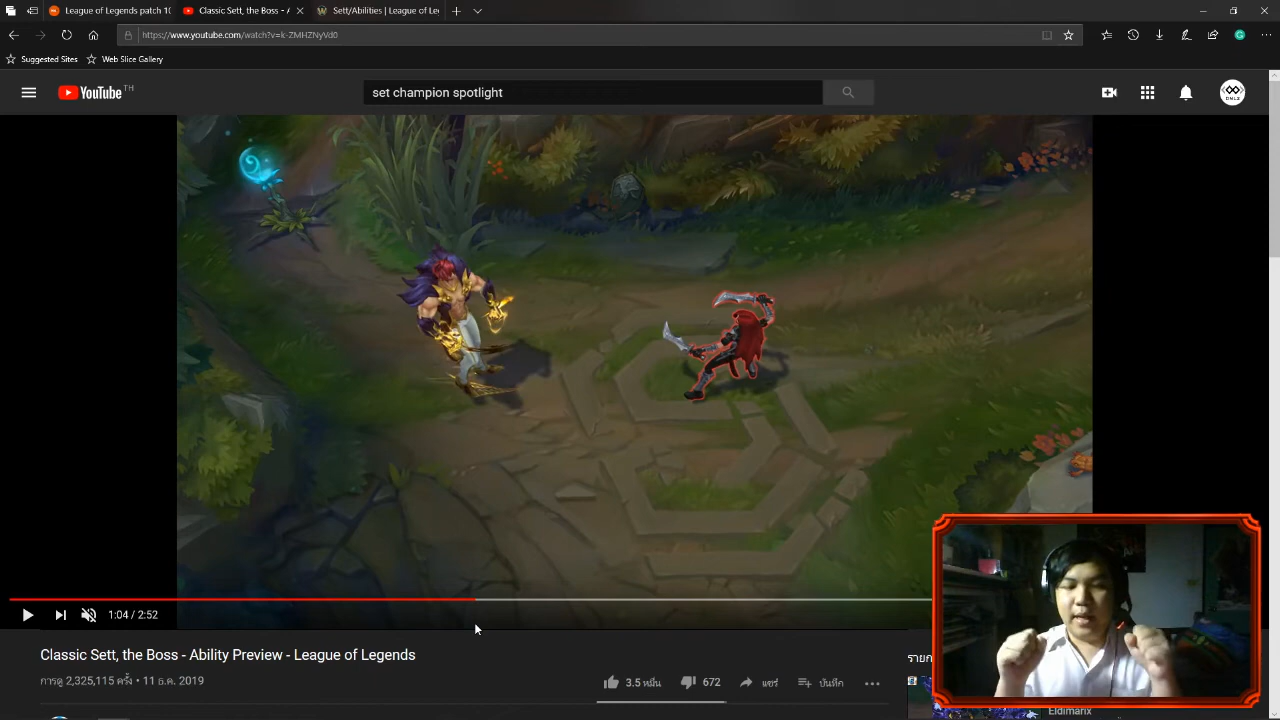 League of Legends patch 10
Classic Sett, the Boss - A
Sett/Abilities | League of Le
https://www.youtube.com/watch?v=k-ZMHZNyVd0
Suggested Sites
Web Slice Gallery
YouTube TH
set champion spotlight
1:04 / 2:52
Classic Sett, the Boss - Ability Preview - League of Legends
การดู 2,325,115 ครั้ง • 11 ธ.ค. 2019
3.5 หมื่น
672
แชร์
บันทึก
Eldimarix